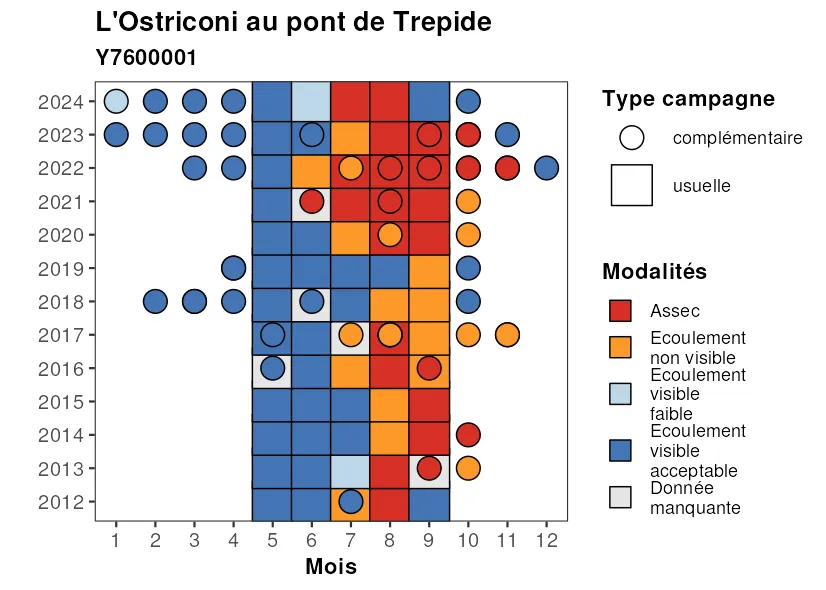 L'Ostriconi au pont de Trepide
Y7600001
2024
2023
2022
2021
2020
2019
2018
2017
2016
2015
2014
2013
2012
1 2 3 4 5 6 7 8 9 10 11 12
Mois
Type campagne
complémentaire
usuelle
Modalités
Assec
Ecoulement
non visible
Ecoulement
visible
faible
Ecoulement
visible
acceptable
Donnée
manquante